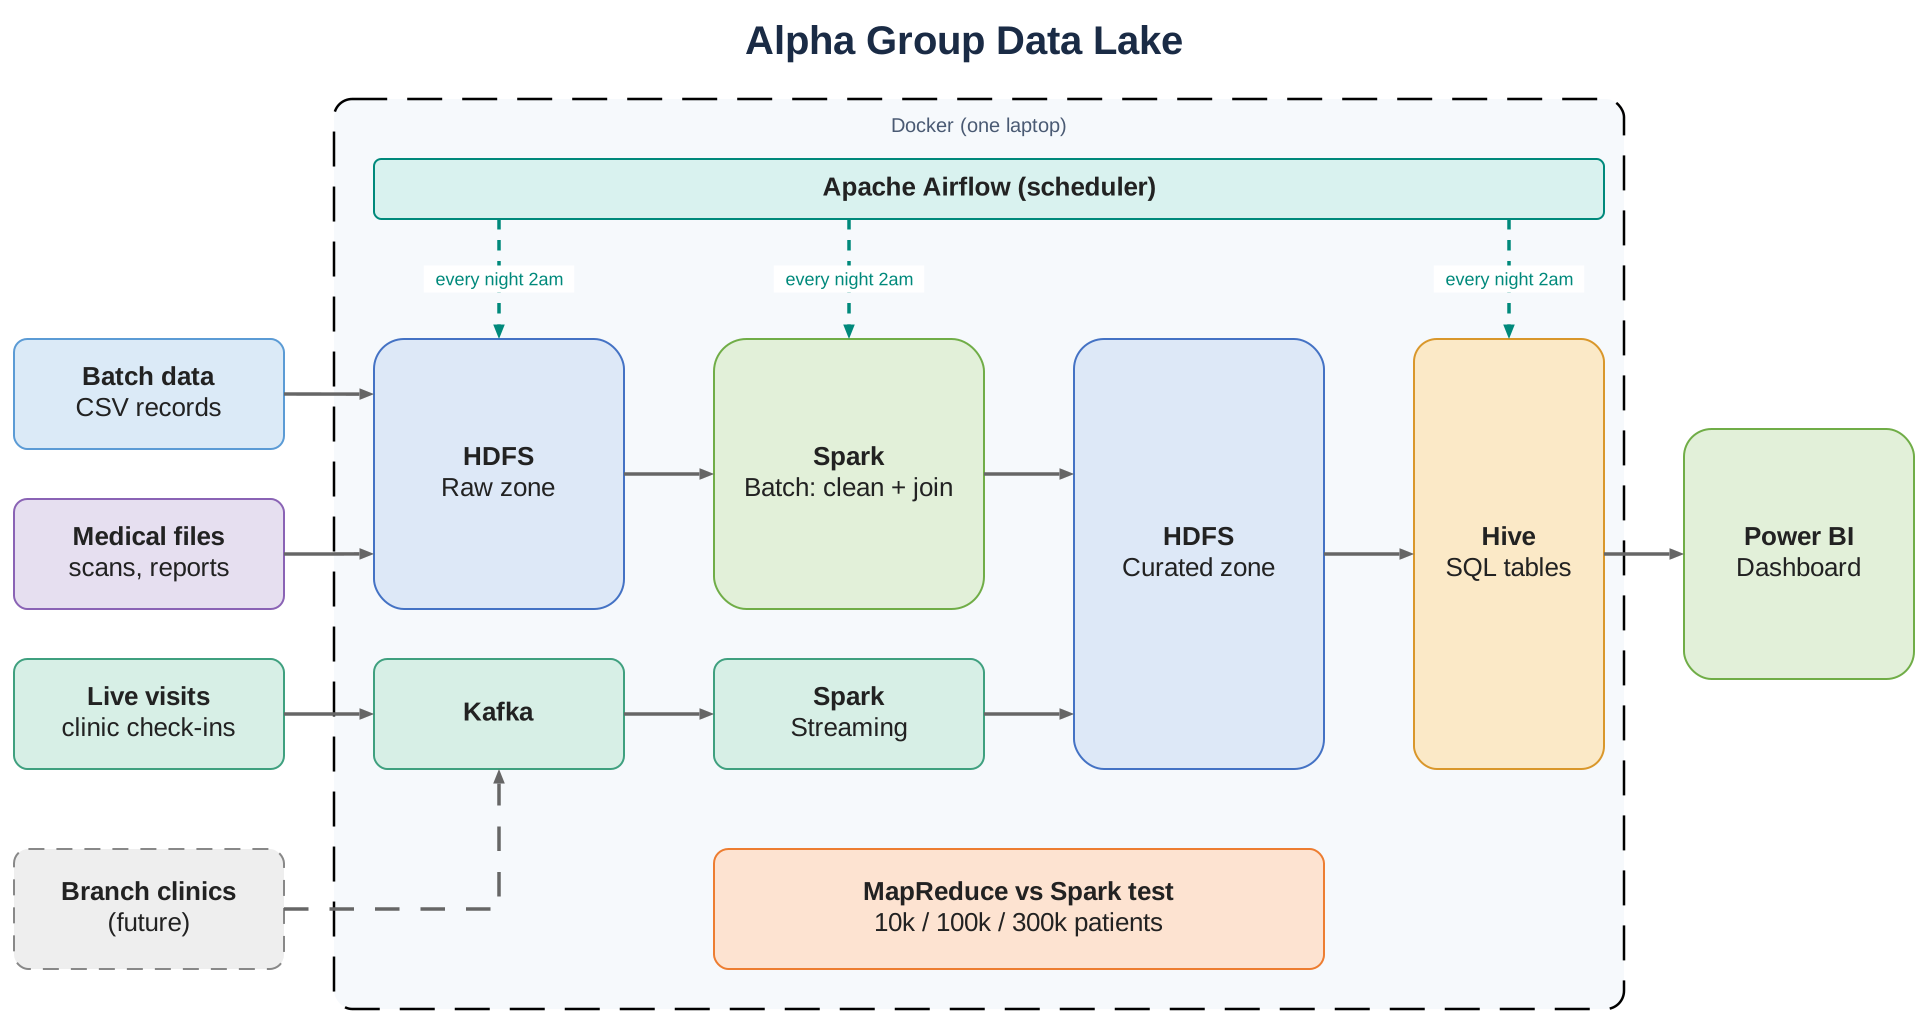 Alpha Group Data Lake
Docker (one laptop)
Apache Airflow (scheduler)
every night 2am
every night 2am
every night 2am
Batch data
CSV records
Medical files
scans, reports
Live visits
clinic check-ins
Branch clinics
(future)
HDFS
Raw zone
Spark
Batch: clean + join
Kafka
Spark
Streaming
HDFS
Curated zone
Hive
SQL tables
Power BI
Dashboard
MapReduce vs Spark test
10k / 100k / 300k patients